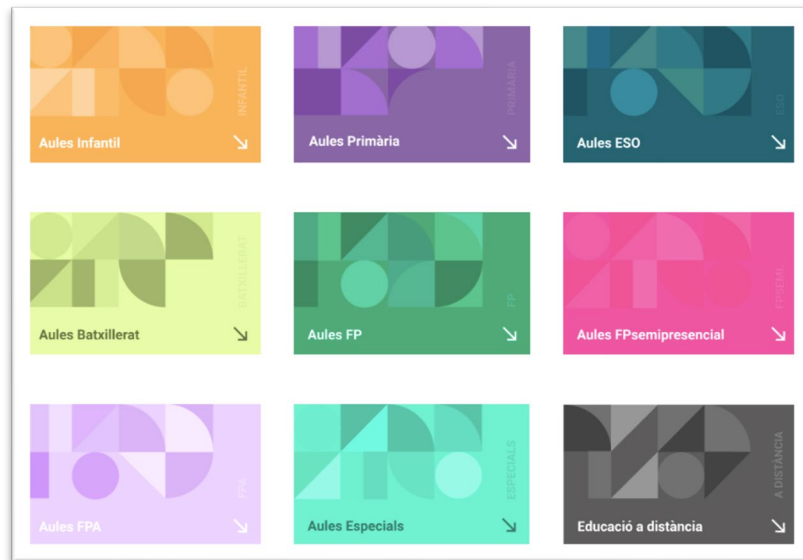 INFANTIL
Aules Infantil
PRIMÀRIA
Aules Primària
ESO
Aules ESO
BATXILLERAT
Aules Batxillerat
FP
Aules FP
FPSEMI
Aules FPsemipresencial
FPA
Aules FPA
ESPECIALS
Aules Especials
A DISTÀNCIA
Educació a distància